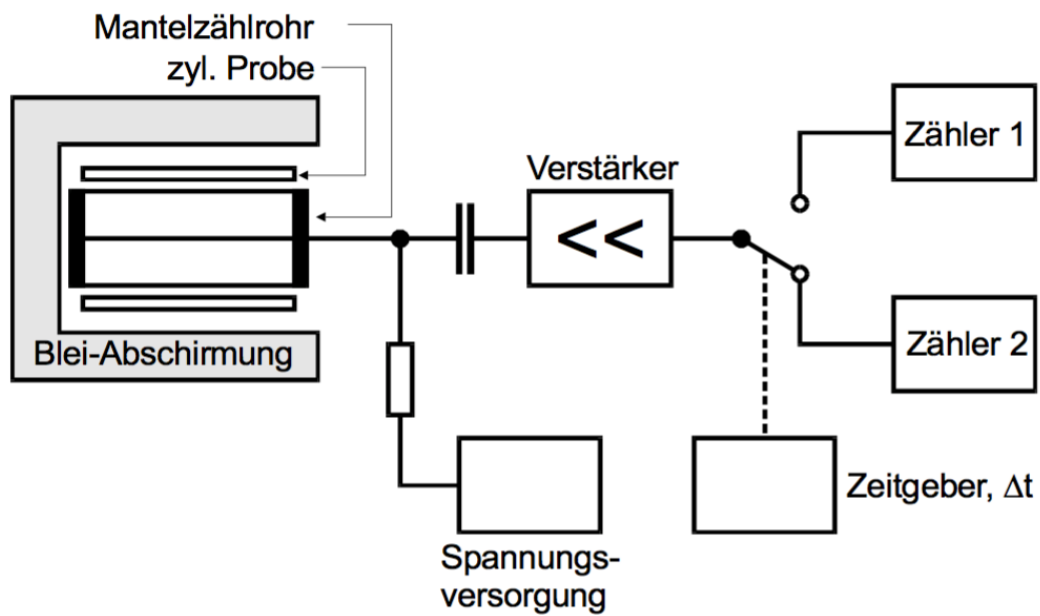 Mantelzählrohr
zyl. Probe
Verstärker
<<
Zähler 1
Zähler 2
Blei-Abschirmung
Zeitgeber, Δt
Spannungs-
versorgung